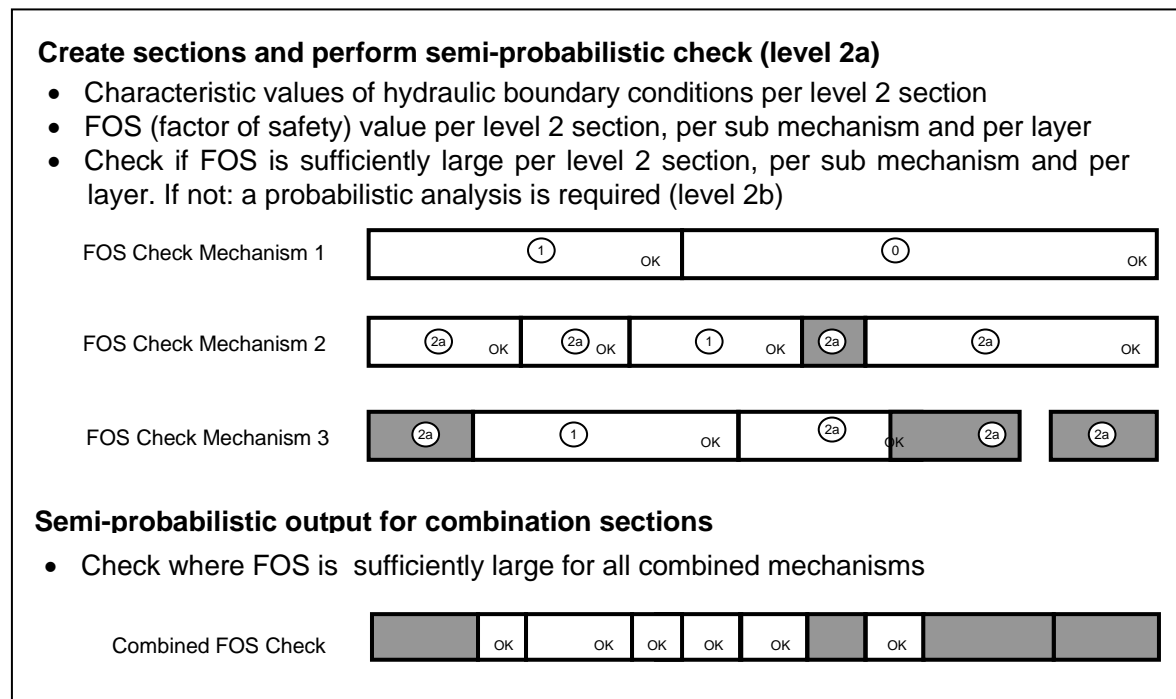 Create sections and perform semi-probabilistic check (level 2a)
• Characteristic values of hydraulic boundary conditions per level 2 section
• FOS (factor of safety) value per level 2 section, per sub mechanism and per layer
• Check if FOS is sufficiently large per level 2 section, per sub mechanism and per
layer. If not: a probabilistic analysis is required (level 2b)
FOS Check Mechanism 1 1 OK 0 OK
FOS Check Mechanism 2 2a OK 2a OK 1 OK 2a 2a OK
FOS Check Mechanism 3 2a 1 OK 2a OK 2a 2a
Semi-probabilistic output for combination sections
• Check where FOS is sufficiently large for all combined mechanisms
Combined FOS Check OK OK OK OK OK OK